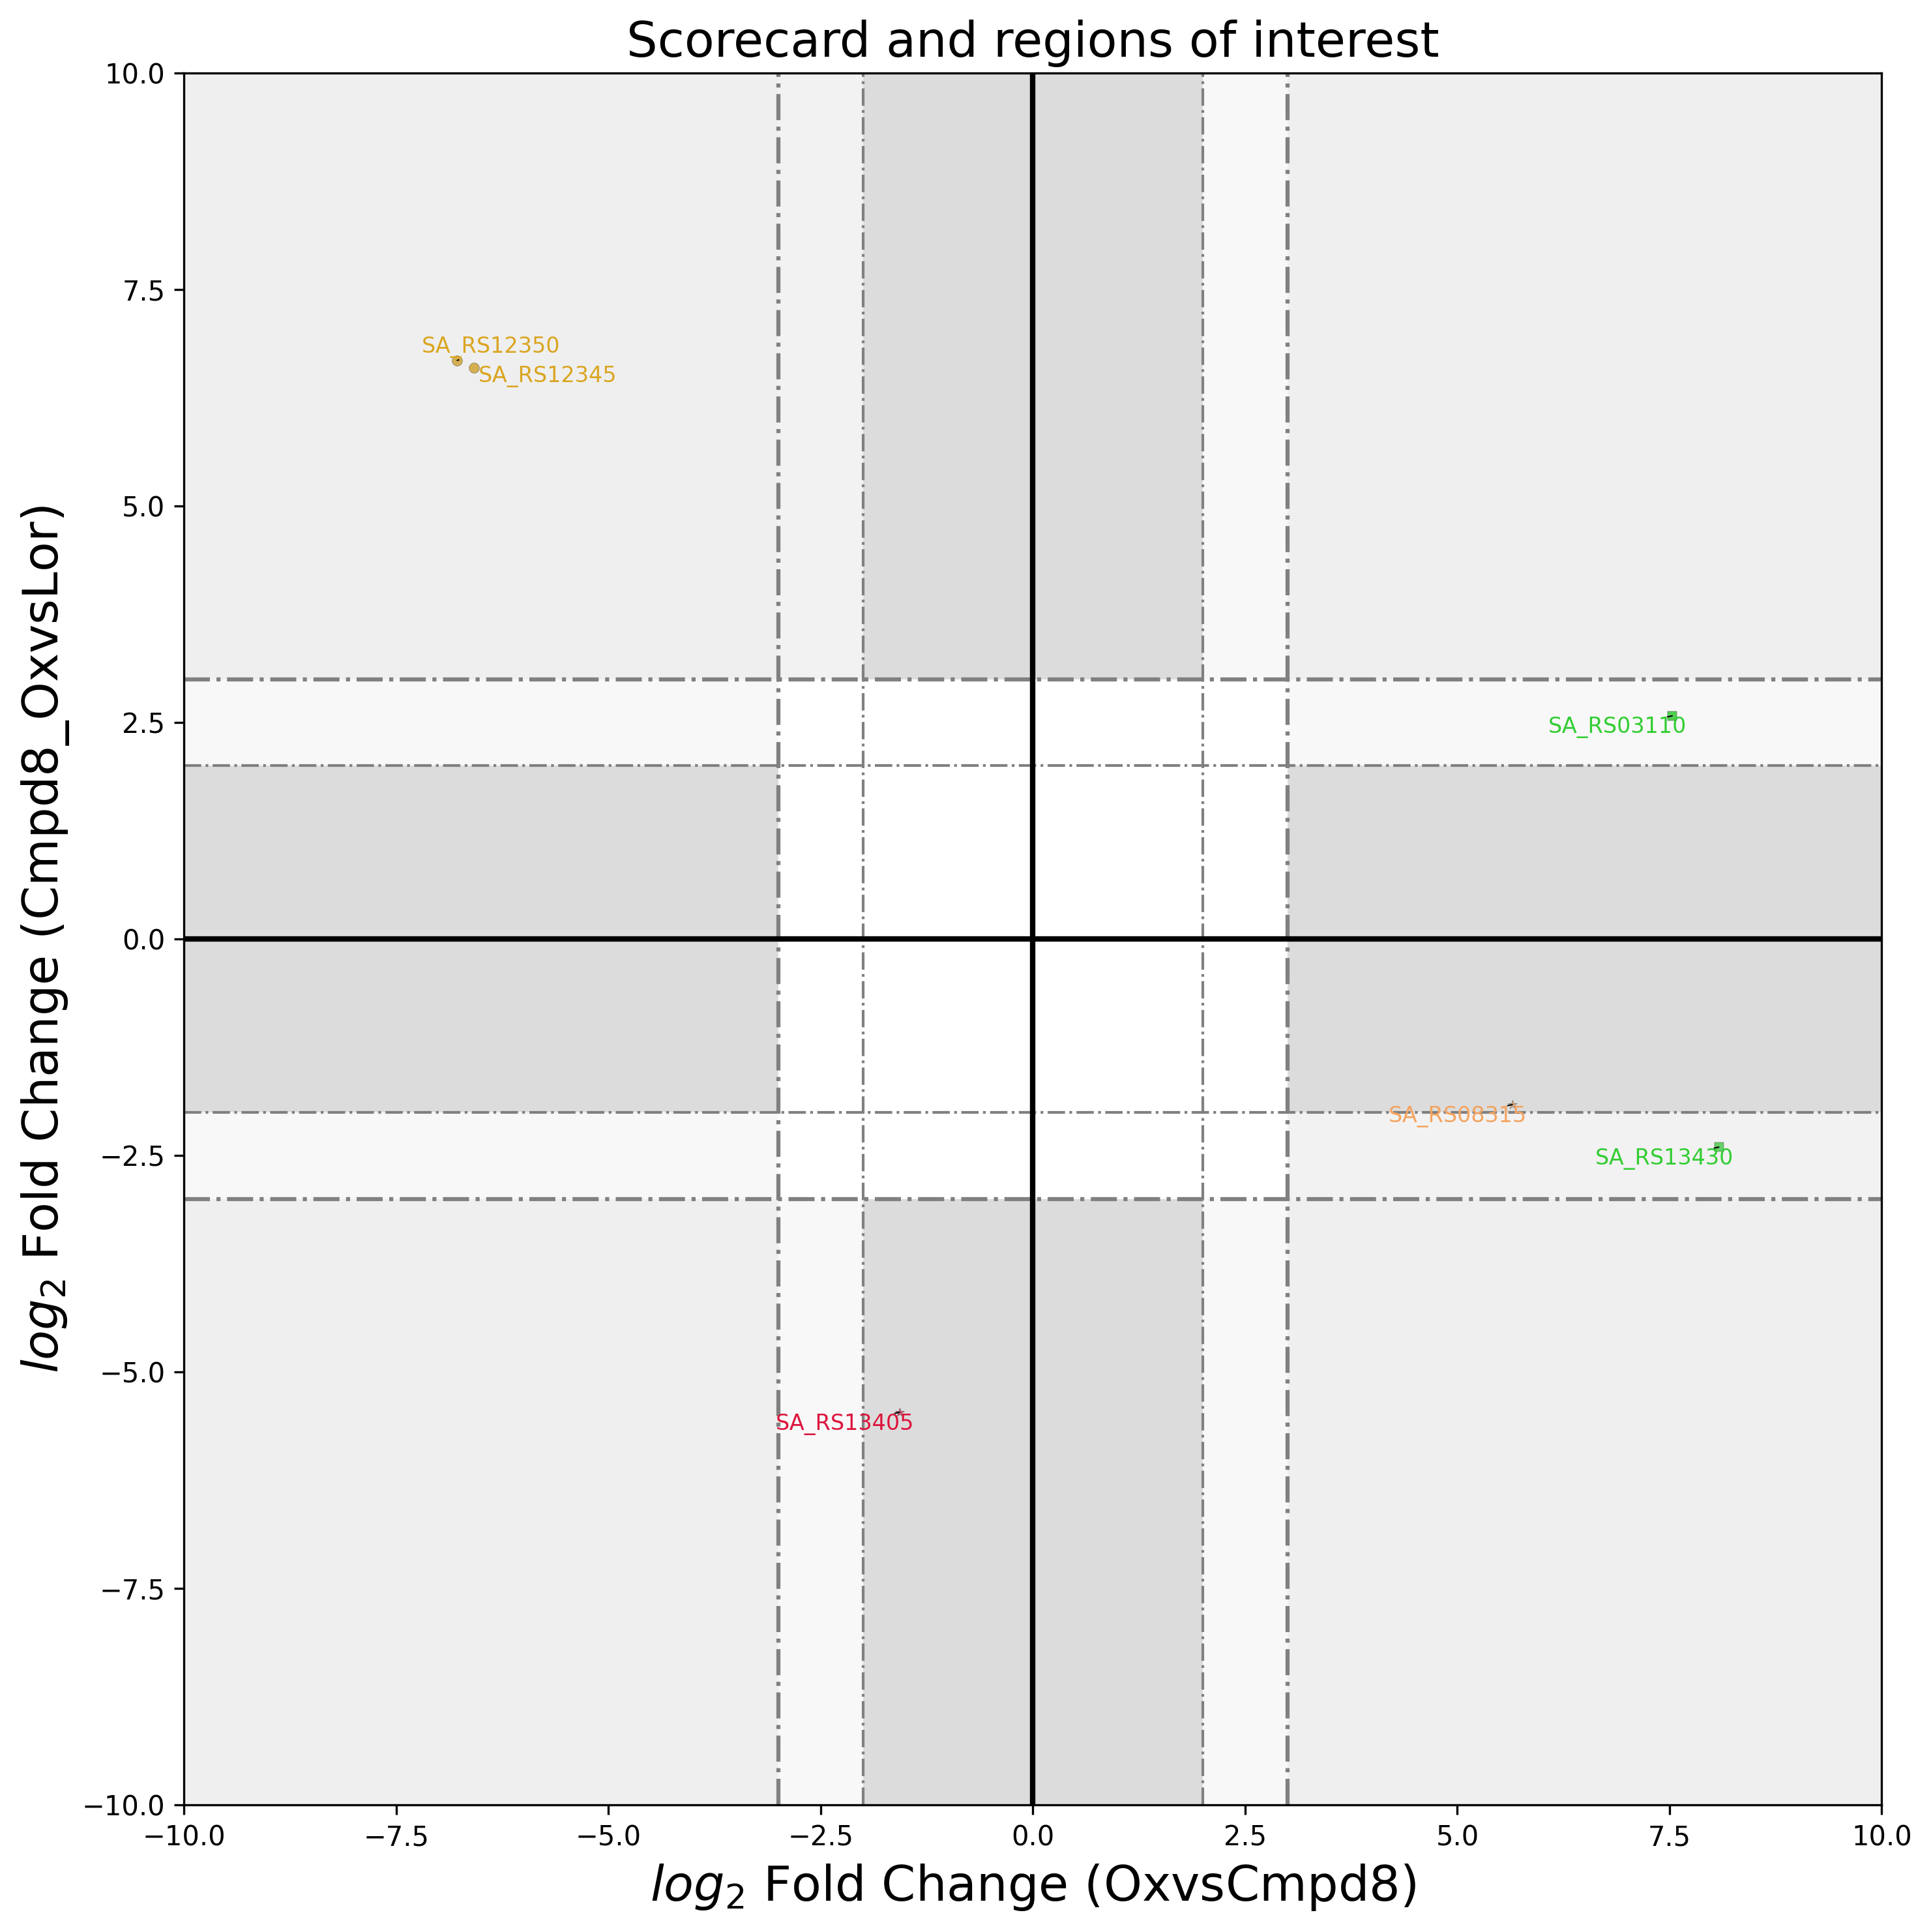 Scorecard and regions of interest
10.0
7.5
5.0
2.5
0.0
−2.5
−5.0
−7.5
−10.0
log2 Fold Change (Cmpd8_OxvsLor)
SA_RS12350
SA_RS12345
SA_RS03110
SA_RS08315
SA_RS13430
SA_RS13405
−10.0
−7.5
−5.0
−2.5
0.0
2.5
5.0
7.5
10.0
log2 Fold Change (OxvsCmpd8)